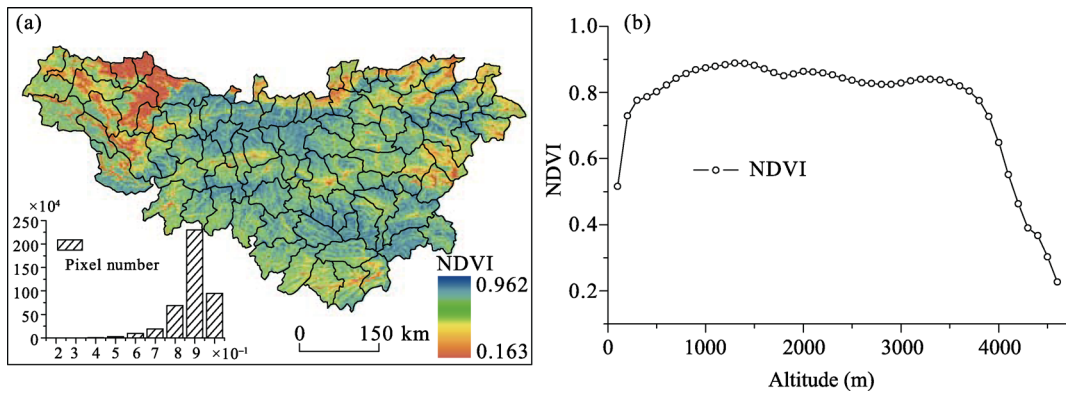 (a)
×10⁴
250
200
150
100
50
0
Pixel number
2 3 4 5 6 7 8 9 ×10⁻¹
NDVI
0.962
0.163
0 150 km
(b)
1.0
0.8
0.6
0.4
0.2
NDVI
NDVI
0 1000 2000 3000 4000
Altitude (m)